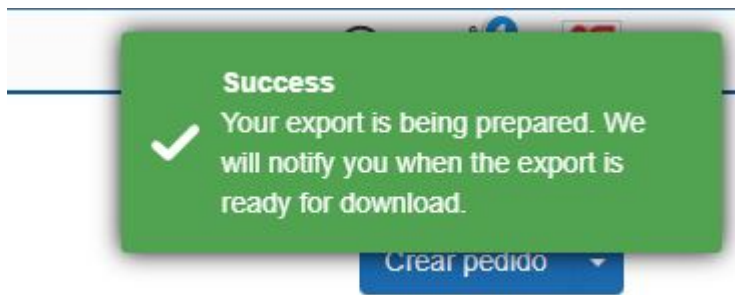 Success
Your export is being prepared. We
will notify you when the export is
ready for download.
Crear pedido